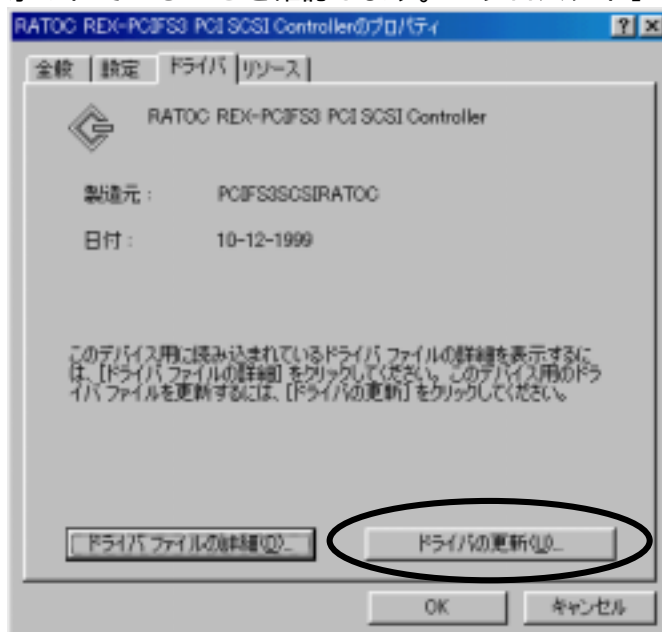 RATOC REX-PCIFS3 PCI SCSI Controllerのプロパティ
全般 設定 ドライバ リソース
RATOC REX-PCIFS3 PCI SCSI Controller
製造元: PCIFS3SCSIRATOC
日付: 10-12-1999
このデバイス用に読み込まれているドライバ ファイルの詳細を表示するに
は、[ドライバ ファイルの詳細] をクリックしてください。このデバイス用のドラ
イバ ファイルを更新するには、[ドライバの更新] をクリックしてください。
ドライバ ファイルの詳細(D)... ドライバの更新(U)...
OK キャンセル